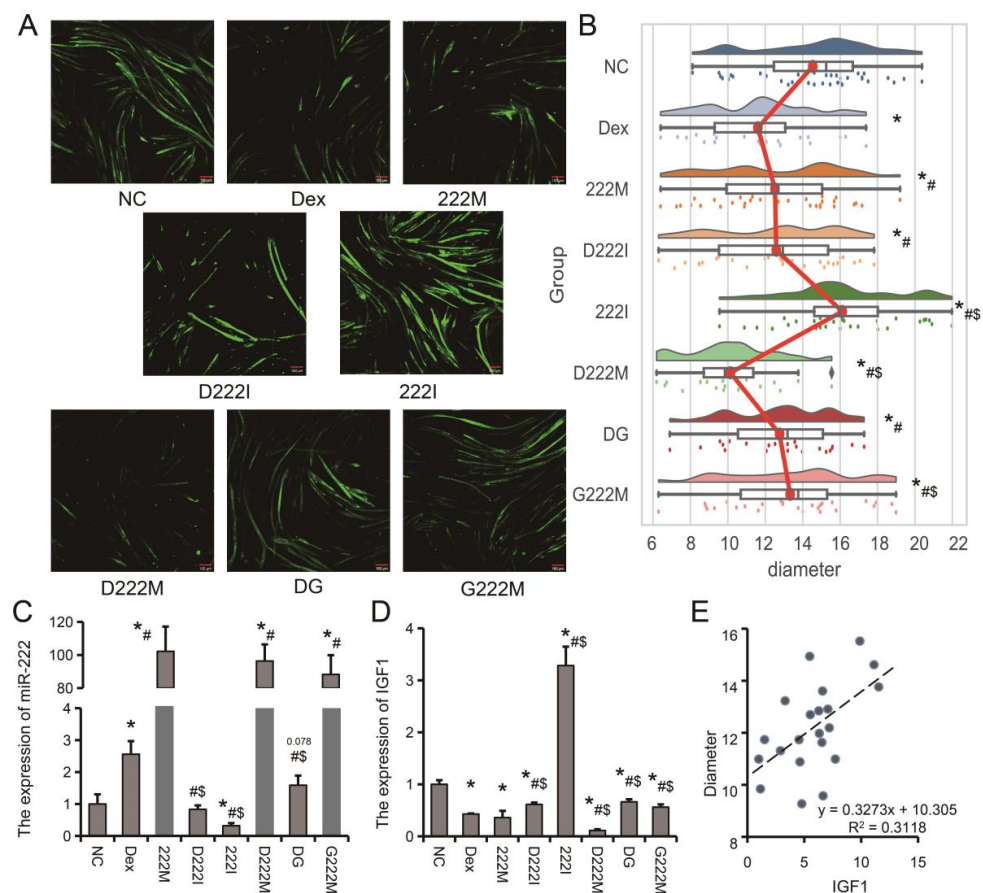 A
NC
Dex
222M
D222I
222I
D222M
DG
G222M
B
Group
NC
Dex
*
222M
*#
D222I
*#
222I
*#$
D222M
*#$
DG
*#
G222M
*#$
6 8 10 12 14 16 18 20 22
diameter
C
The expression of miR-222
120
100
80
4
3
2
1
0
*
*#
#$
*#$
*#
0.078
#$
*#
NC Dex 222M D222I 222I D222M DG G222M
D
The expression of IGF1
4
3
2
1
0
*
*
*#$
*#$
*#$
*#$
*#$
NC Dex 222M D222I 222I D222M DG G222M
E
Diameter
16
14
12
10
8
y = 0.3273x + 10.305
R² = 0.3118
0 5 10 15
IGF1